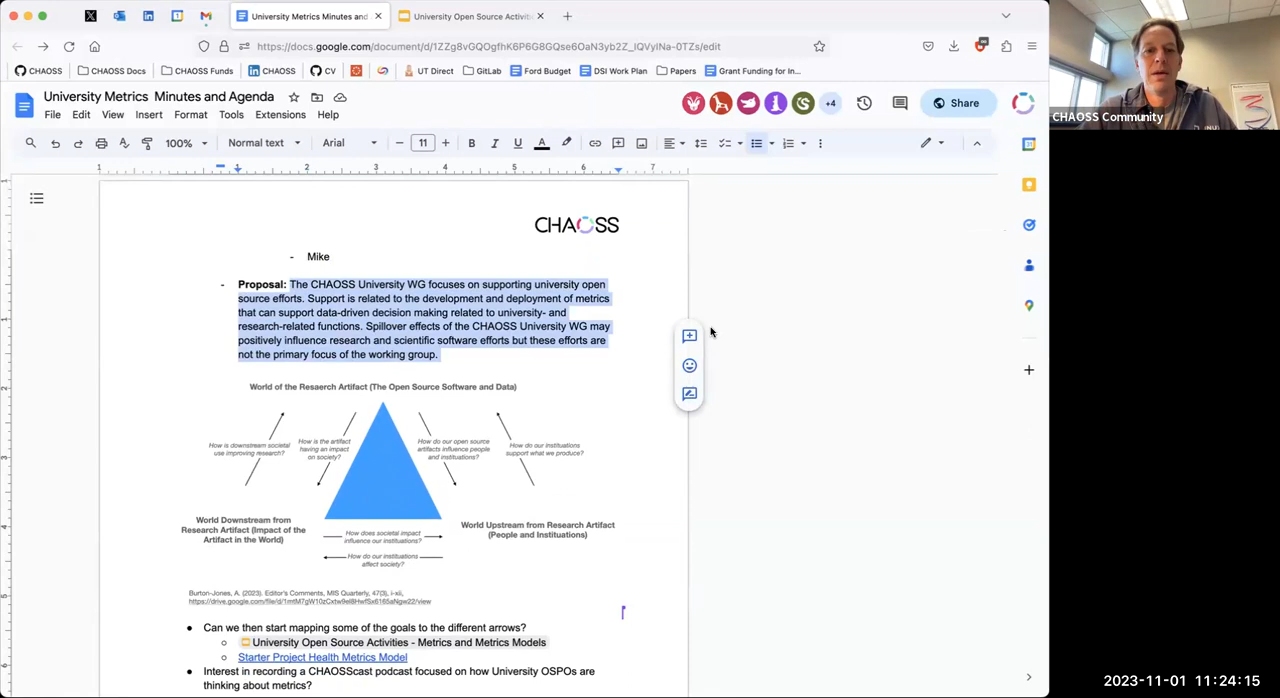 University Metrics Minutes and
University Open Source Activiti
https://docs.google.com/document/d/1ZZg8vGQOgfhK6P6G8GQse6OaN3yb2Z_IQVyINa-0TZs/edit
CHAOSS
CHAOSS Docs
CHAOSS Funds
CHAOSS
CV
UT Direct
GitLab
Ford Budget
DSI Work Plan
Papers
Grant Funding for In...
University Metrics Minutes and Agenda
File Edit View Insert Format Tools Extensions Help
+4
Share
100% Normal text Arial 11 B I U A
1 1 2 3 4 5 6 7
CHAOSS
- Mike
- Proposal: The CHAOSS University WG focuses on supporting university open
source efforts. Support is related to the development and deployment of metrics
that can support data-driven decision making related to university- and
research-related functions. Spillover effects of the CHAOSS University WG may
positively influence research and scientific software efforts but these efforts are
not the primary focus of the working group.
World of the Resaerch Artifact (The Open Source Software and Data)
How is downstream societal
use improving research?
How is the artifact
having an impact
on society?
How do our open source
artifacts influence people
and institutions?
How do our institutions
support what we produce?
World Downstream from
Research Artifact (Impact of the
Artifact in the World)
How does societal impact
influence our institutions?
How do our institutions
affect society?
World Upstream from Research Artifact
(People and Institutions)
Burton-Jones, A. (2023). Editor's Comments, MIS Quarterly, 47(3), i-xii,
● Can we then start mapping some of the goals to the different arrows?
○ University Open Source Activities - Metrics and Metrics Models
○ Starter Project Health Metrics Model
● Interest in recording a CHAOSScast podcast focused on how University OSPOs are
thinking about metrics?
CHAOSS Community
2023-11-01 11:24:15